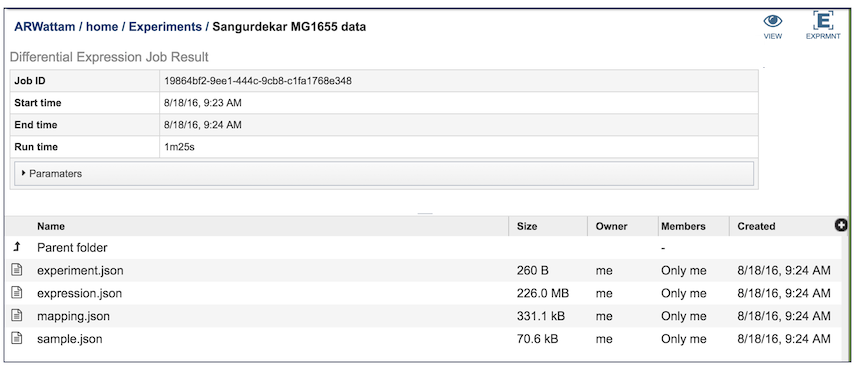 ARWattam / home / Experiments / Sangurdekar MG1655 data
VIEW
EXPRMNT
Differential Expression Job Result
Job ID 19864bf2-9ee1-444c-9cb8-c1fa1768e348
Start time 8/18/16, 9:23 AM
End time 8/18/16, 9:24 AM
Run time 1m25s
Paramaters
Name Size Owner Members Created
Parent folder -
experiment.json 260 B me Only me 8/18/16, 9:24 AM
expression.json 226.0 MB me Only me 8/18/16, 9:24 AM
mapping.json 331.1 kB me Only me 8/18/16, 9:24 AM
sample.json 70.6 kB me Only me 8/18/16, 9:24 AM